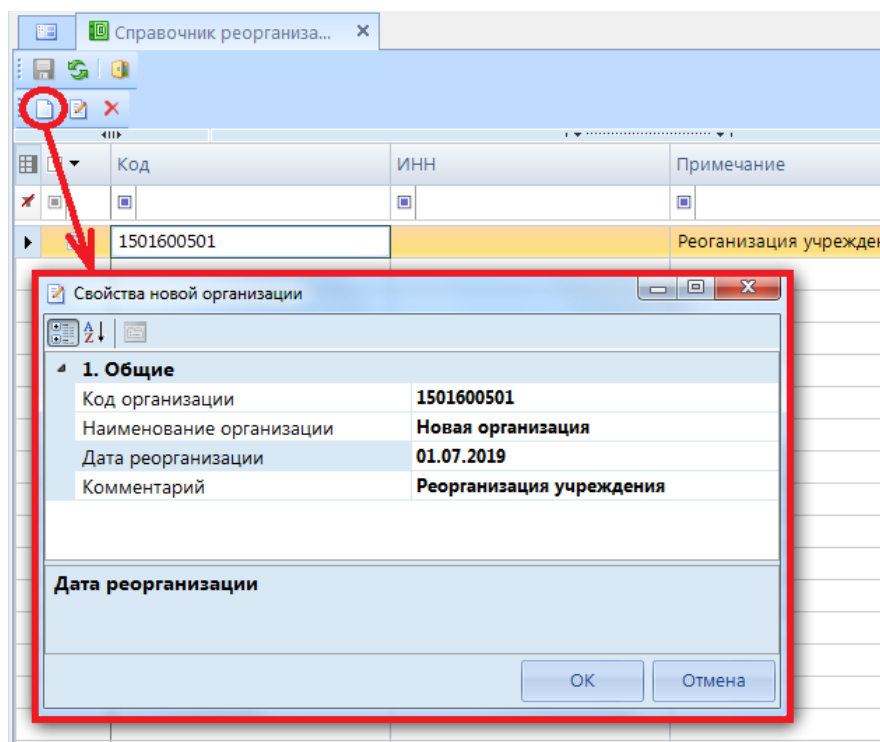 Справочник реорганиза...
Код ИНН Примечание
1501600501 Реоганизация учрежден
Свойства новой организации
1. Общие
Код организации 1501600501
Наименование организации Новая организация
Дата реорганизации 01.07.2019
Комментарий Реорганизация учреждения
Дата реорганизации
ОК Отмена